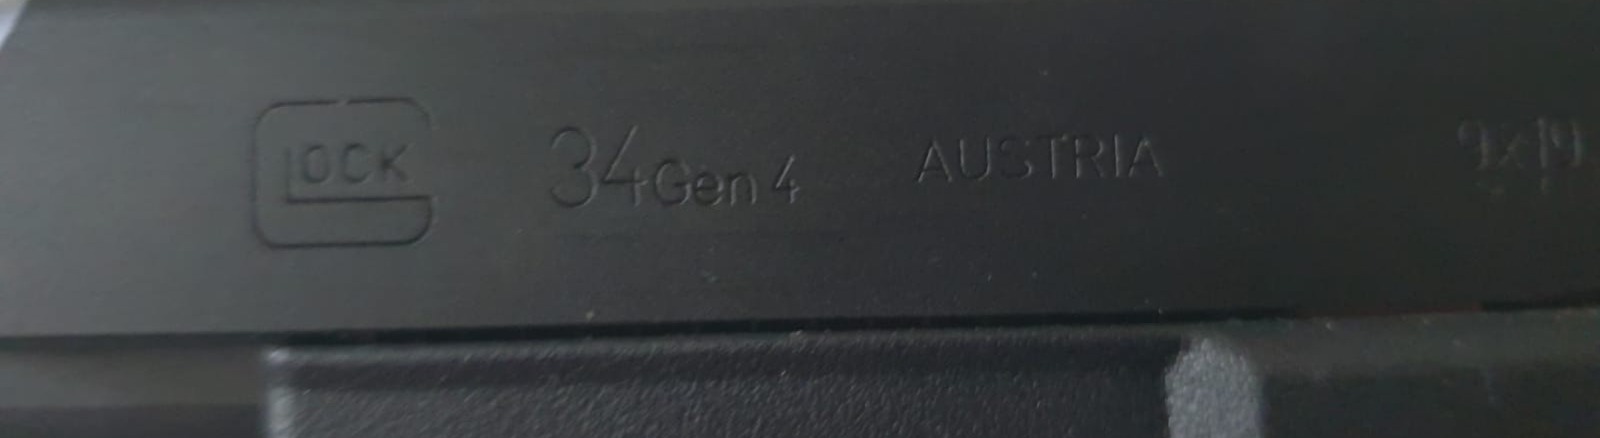 GLOCK 34 Gen 4 AUSTRIA 9x19